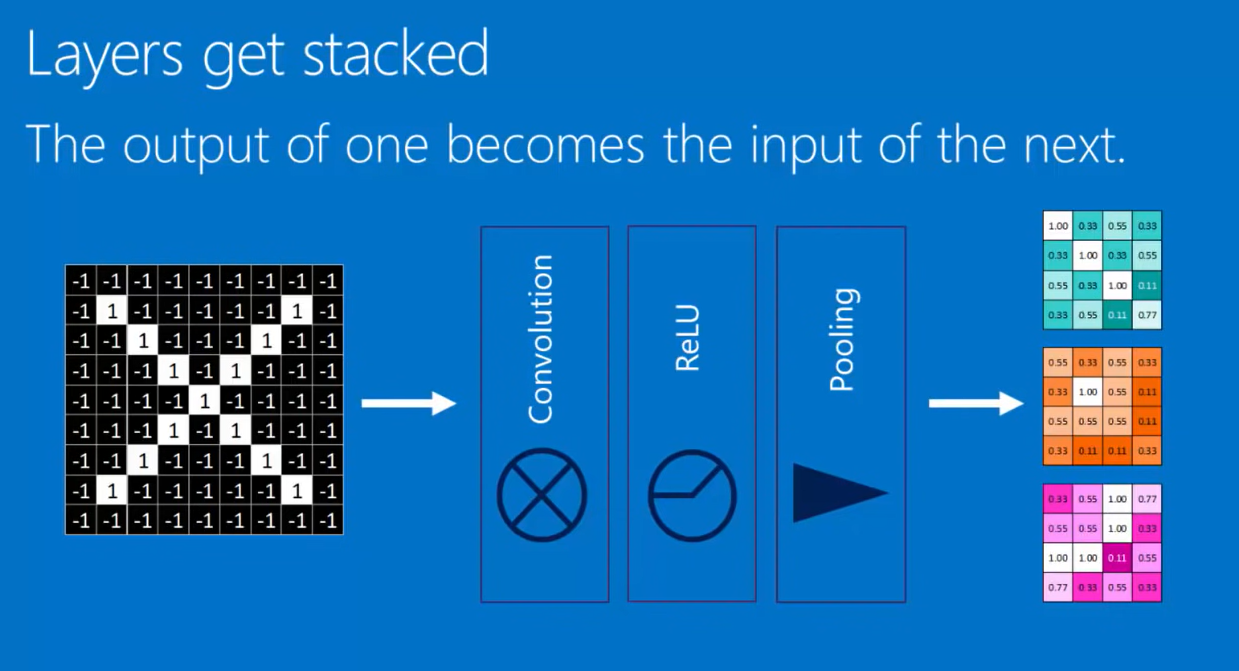 Layers get stacked
The output of one becomes the input of the next.
-1 -1 -1 -1 -1 -1 -1 -1 -1
-1 1 -1 -1 -1 -1 -1 1 -1
-1 -1 1 -1 -1 -1 1 -1 -1
-1 -1 -1 1 -1 1 -1 -1 -1
-1 -1 -1 -1 1 -1 -1 -1 -1
-1 -1 -1 1 -1 1 -1 -1 -1
-1 -1 1 -1 -1 -1 1 -1 -1
-1 1 -1 -1 -1 -1 -1 1 -1
-1 -1 -1 -1 -1 -1 -1 -1 -1
Convolution
ReLU
Pooling
1.00 0.33 0.55 0.33
0.33 1.00 0.33 0.55
0.55 0.33 1.00 0.11
0.33 0.55 0.11 0.77
0.55 0.33 0.55 0.33
0.33 1.00 0.55 0.11
0.55 0.55 0.55 0.11
0.33 0.11 0.11 0.33
0.33 0.55 1.00 0.77
0.55 0.55 1.00 0.33
1.00 1.00 0.11 0.55
0.77 0.33 0.55 0.33